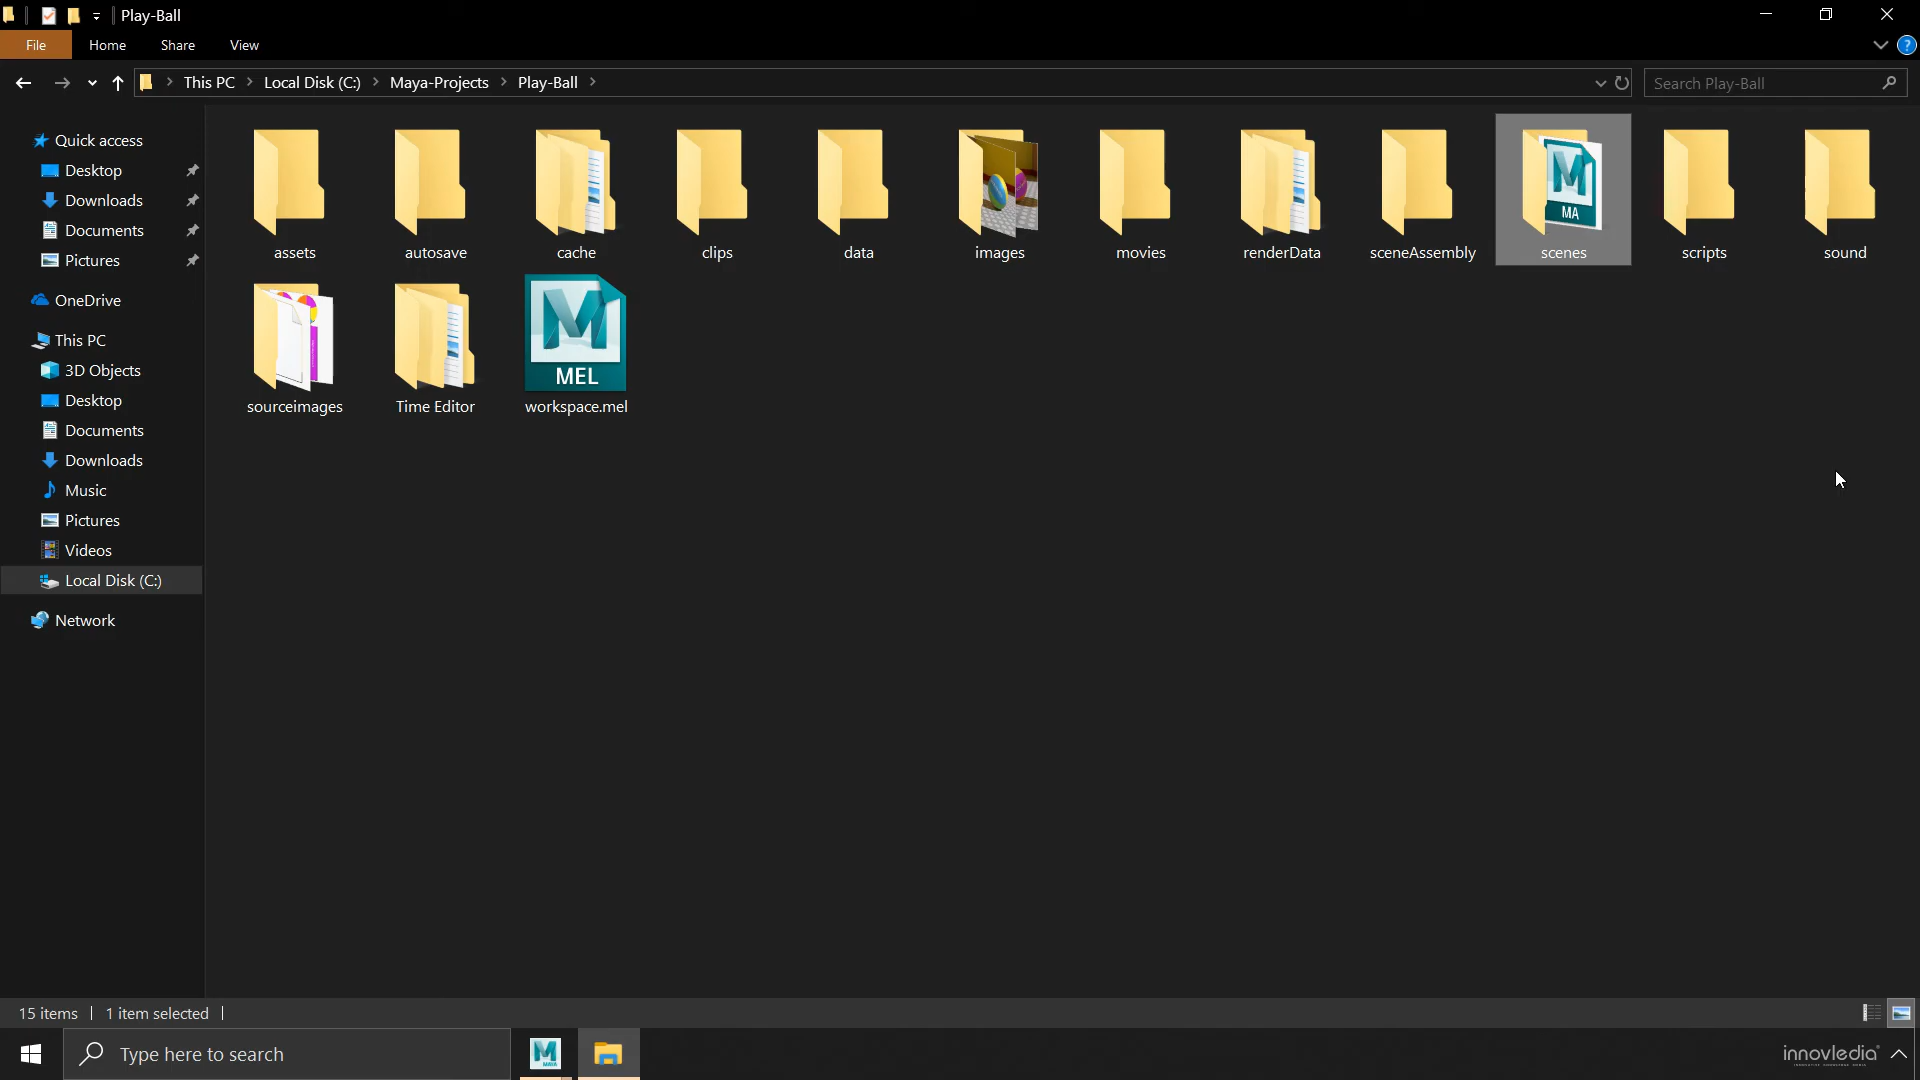 Play-Ball
File Home Share View
This PC Local Disk (C:) Maya-Projects Play-Ball
Search Play-Ball
Quick access
Desktop
Downloads
Documents
Pictures
OneDrive
This PC
3D Objects
Desktop
Documents
Downloads
Music
Pictures
Videos
Local Disk (C:)
Network
MA
assets autosave cache clips data images movies renderData sceneAssembly scenes scripts sound
MEL
sourceimages Time Editor workspace.mel
15 items 1 item selected
Type here to search
MAYA
innovledia